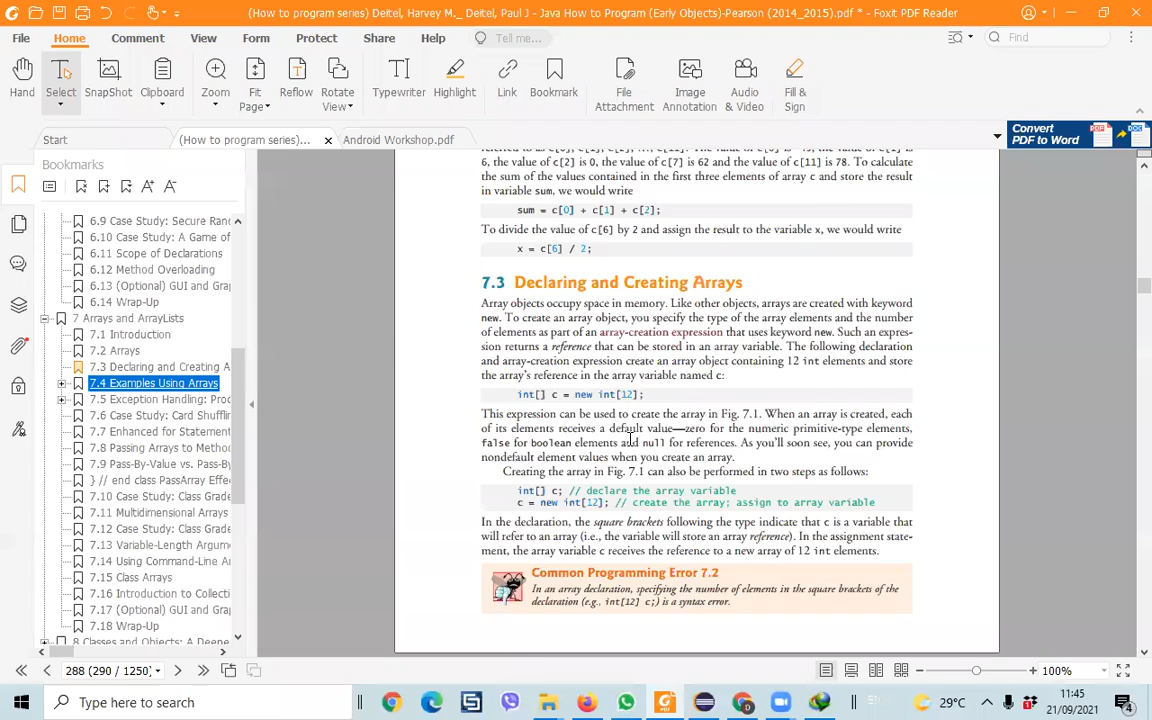 (How to program series) Deitel, Harvey M._ Deitel, Paul J - Java How to Program (Early Objects)-Pearson (2014_2015).pdf * - Foxit PDF Reader
File Home Comment View Form Protect Share Help Tell me... Find
Hand Select SnapShot Clipboard Zoom Fit Page Reflow Rotate View Typewriter Highlight Link Bookmark File Attachment Image Annotation Audio & Video Fill & Sign
Start (How to program series)... Android Workshop.pdf Convert PDF to Word
Bookmarks
6.9 Case Study: Secure Ran
6.10 Case Study: A Game of
6.11 Scope of Declarations
6.12 Method Overloading
6.13 (Optional) GUI and Grap
6.14 Wrap-Up
7 Arrays and ArrayLists
7.1 Introduction
7.2 Arrays
7.3 Declaring and Creating A
7.4 Examples Using Arrays
7.5 Exception Handling: Proc
7.6 Case Study: Card Shufflin
7.7 Enhanced for Statement
7.8 Passing Arrays to Method
7.9 Pass-By-Value vs. Pass-By
} // end class PassArray Effec
7.10 Case Study: Class Grade
7.11 Multidimensional Arrays
7.12 Case Study: Class Grade
7.13 Variable-Length Argum
7.14 Using Command-Line A
7.15 Class Arrays
7.16 Introduction to Collecti
7.17 (Optional) GUI and Gra
7.18 Wrap-Up
8 Classes and Objects: A Deepe
6, the value of c[2] is 0, the value of c[7] is 62 and the value of c[11] is 78. To calculate
the sum of the values contained in the first three elements of array c and store the result
in variable sum, we would write
sum = c[0] + c[1] + c[2];
To divide the value of c[6] by 2 and assign the result to the variable x, we would write
x = c[6] / 2;
7.3 Declaring and Creating Arrays
Array objects occupy space in memory. Like other objects, arrays are created with keyword
new. To create an array object, you specify the type of the array elements and the number
of elements as part of an array-creation expression that uses keyword new. Such an expres-
sion returns a reference that can be stored in an array variable. The following declaration
and array-creation expression create an array object containing 12 int elements and store
the array's reference in the array variable named c:
int[] c = new int[12];
This expression can be used to create the array in Fig. 7.1. When an array is created, each
of its elements receives a default value—zero for the numeric primitive-type elements,
false for boolean elements and null for references. As you'll soon see, you can provide
nondefault element values when you create an array.
Creating the array in Fig. 7.1 can also be performed in two steps as follows:
int[] c; // declare the array variable
c = new int[12]; // create the array; assign to array variable
In the declaration, the square brackets following the type indicate that c is a variable that
will refer to an array (i.e., the variable will store an array reference). In the assignment state-
ment, the array variable c receives the reference to a new array of 12 int elements.
Common Programming Error 7.2
In an array declaration, specifying the number of elements in the square brackets of the
declaration (e.g., int[12] c;) is a syntax error.
288 (290 / 1250) 100%
Type here to search 29°C 11:45
21/09/2021 4